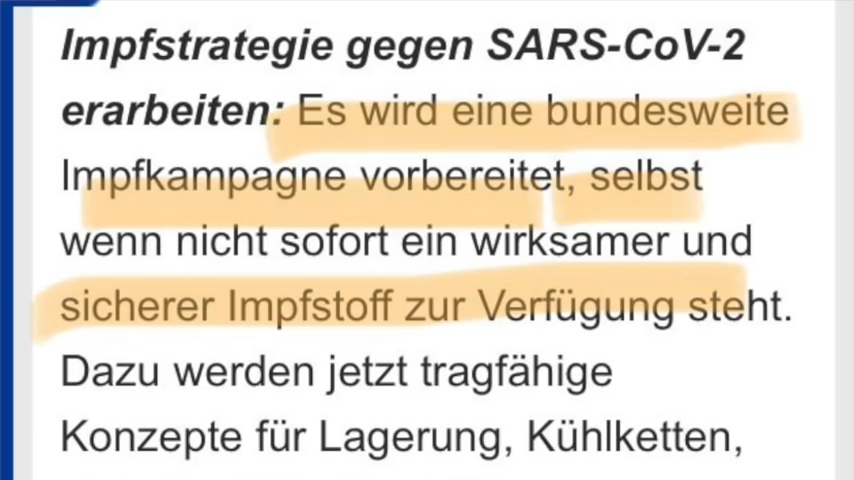 Impfstrategie gegen SARS-CoV-2
erarbeiten: Es wird eine bundesweite
Impfkampagne vorbereitet, selbst
wenn nicht sofort ein wirksamer und
sicherer Impfstoff zur Verfügung steht.
Dazu werden jetzt tragfähige
Konzepte für Lagerung, Kühlketten,